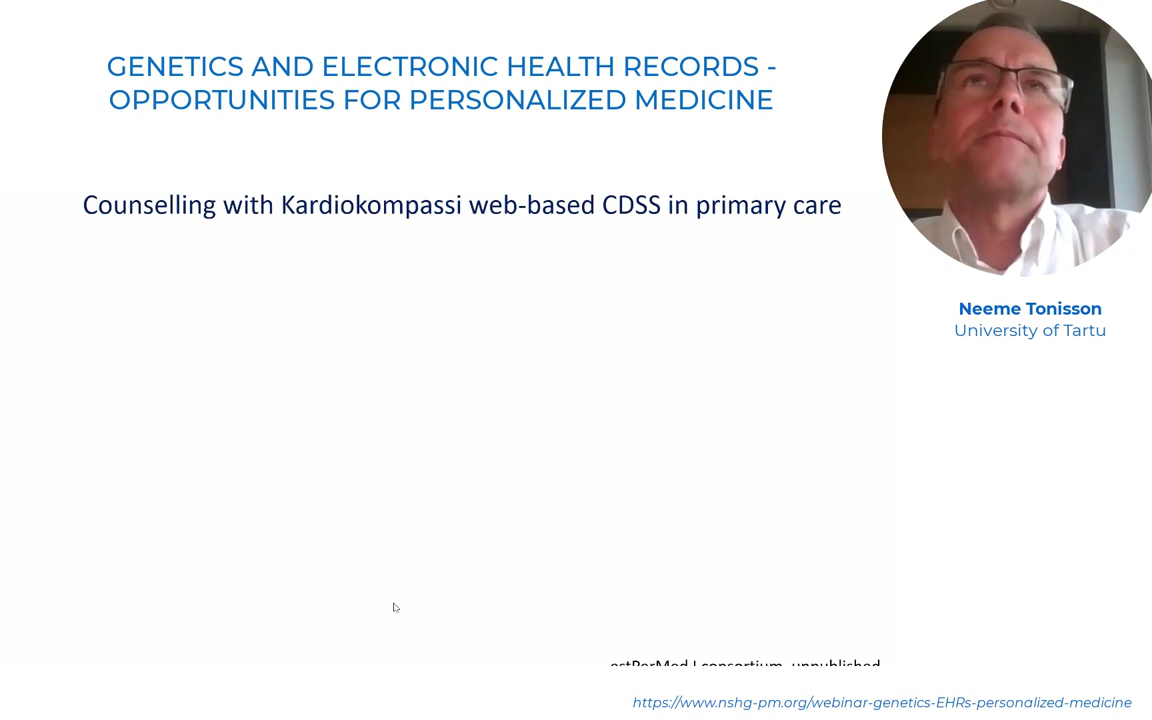 GENETICS AND ELECTRONIC HEALTH RECORDS -
OPPORTUNITIES FOR PERSONALIZED MEDICINE
Counselling with Kardiokompassi web-based CDSS in primary care
Neeme Tonisson
University of Tartu
estPerMed I consortium, unpublished
https://www.nshg-pm.org/webinar-genetics-EHRs-personalized-medicine